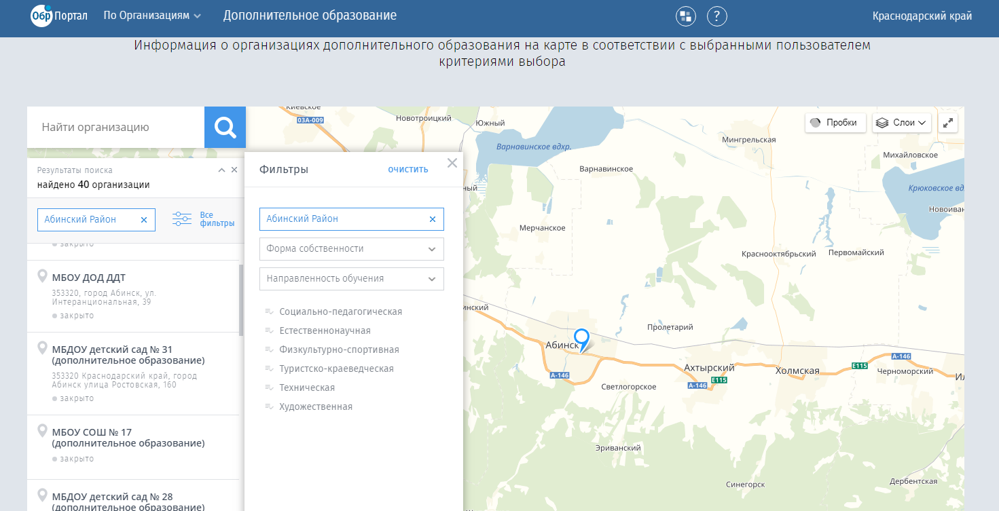 Обр Портал
По Организациям
Дополнительное образование
?
Краснодарский край
Информация о организациях дополнительного образования на карте в соответствии с выбранными пользователем
критериями выбора
Найти организацию
Результаты поиска
найдено 40 организации
Абинский Район
Все
фильтры
закрыто
МБОУ ДОД ДДТ
353320, город Абинск, ул.
Интеранциональная, 39
закрыто
МБДОУ детский сад № 31
(дополнительное образование)
353320 Краснодарский край, город
Абинск улица Ростовская, 160
закрыто
МБОУ СОШ № 17
(дополнительное образование)
закрыто
МБДОУ детский сад № 28
(дополнительное образование)
Фильтры
ОЧИСТИТЬ
Абинский Район
Форма собственности
Направленность обучения
Социально-педагогическая
Естественнонаучная
Физкультурно-спортивная
Туристско-краеведческая
Техническая
Художественная
Пробки
Слои
Киевское
03А-009
Новотроицкий
Южный
Варнавинское вдхр.
Мингрельская
Михайловское
Варнавинское
ный
Крюковское вд
Новоиван
Мерчанское
Краснооктябрьский
Первомайский
инский
Пролетарий
Абинск
А-146
Ахтырский
Холмская
Е115
А-146
Черноморский
Ил
Е115
А-146
Светлогорское
Эриванский
Синегорск
Дербентская